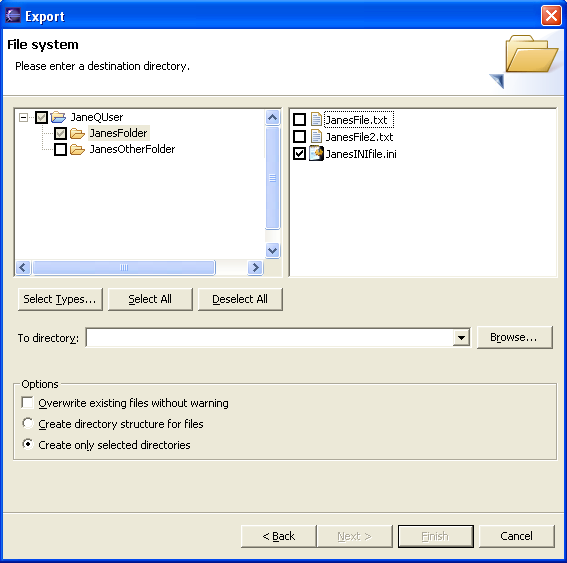 Export
File system
Please enter a destination directory.
JaneQUser
JanesFolder
JanesOtherFolder
JanesFile.txt
JanesFile2.txt
JanesINIfile.ini
Select Types... Select All Deselect All
To directory: Browse...
Options
Overwrite existing files without warning
Create directory structure for files
Create only selected directories
< Back Next > Finish Cancel